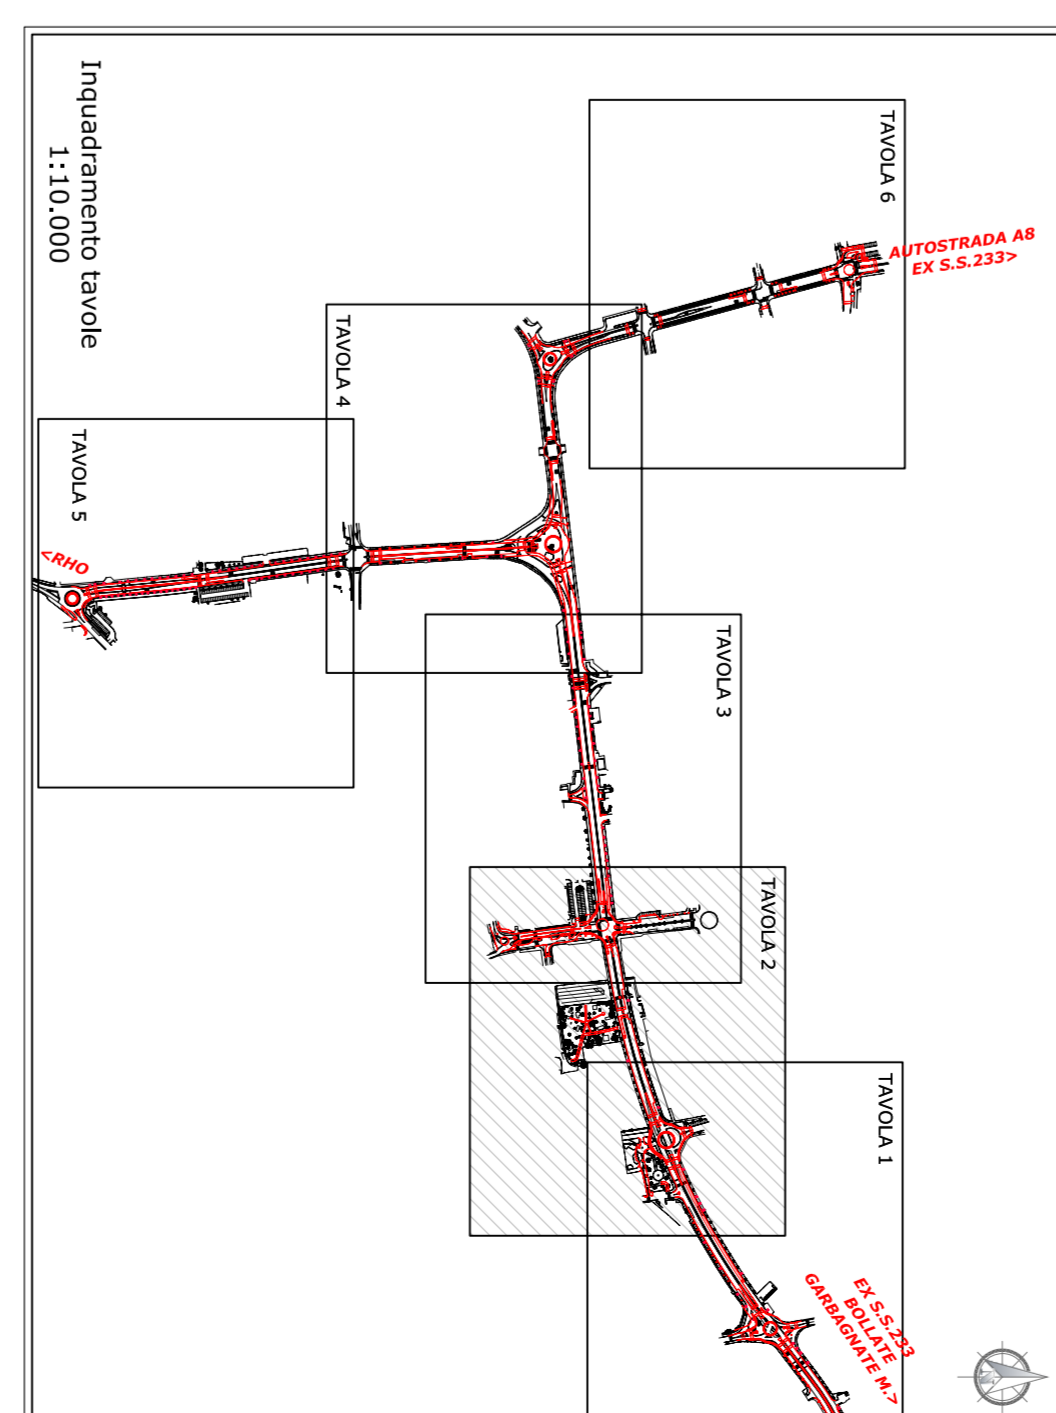 Inquadramento tavole
1:10.000
TAVOLA 6
AUTOSTRADA A8
EX S.S.233>
TAVOLA 4
TAVOLA 5
<RHO
TAVOLA 3
TAVOLA 2
TAVOLA 1
EX S.S.233
BOLLATE
GARBAGNATE M.>